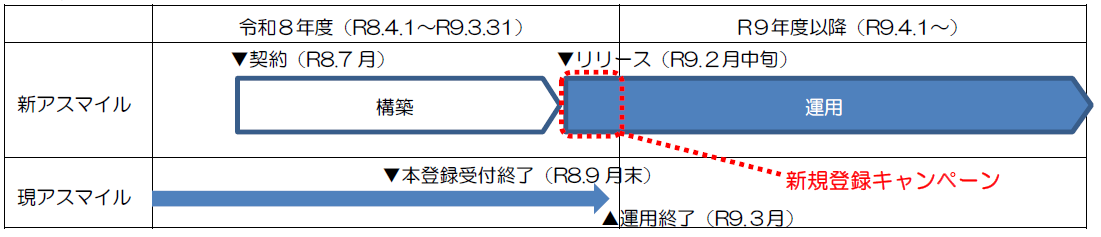 令和８年度（R8.4.1～R9.3.31）
R９年度以降（R9.4.1～）
新アスマイル
▼契約（R8.７月）
▼リリース（R9.２月中旬）
構築
運用
新規登録キャンペーン
現アスマイル
▼本登録受付終了（R8.９月末）
▲運用終了（R9.３月）